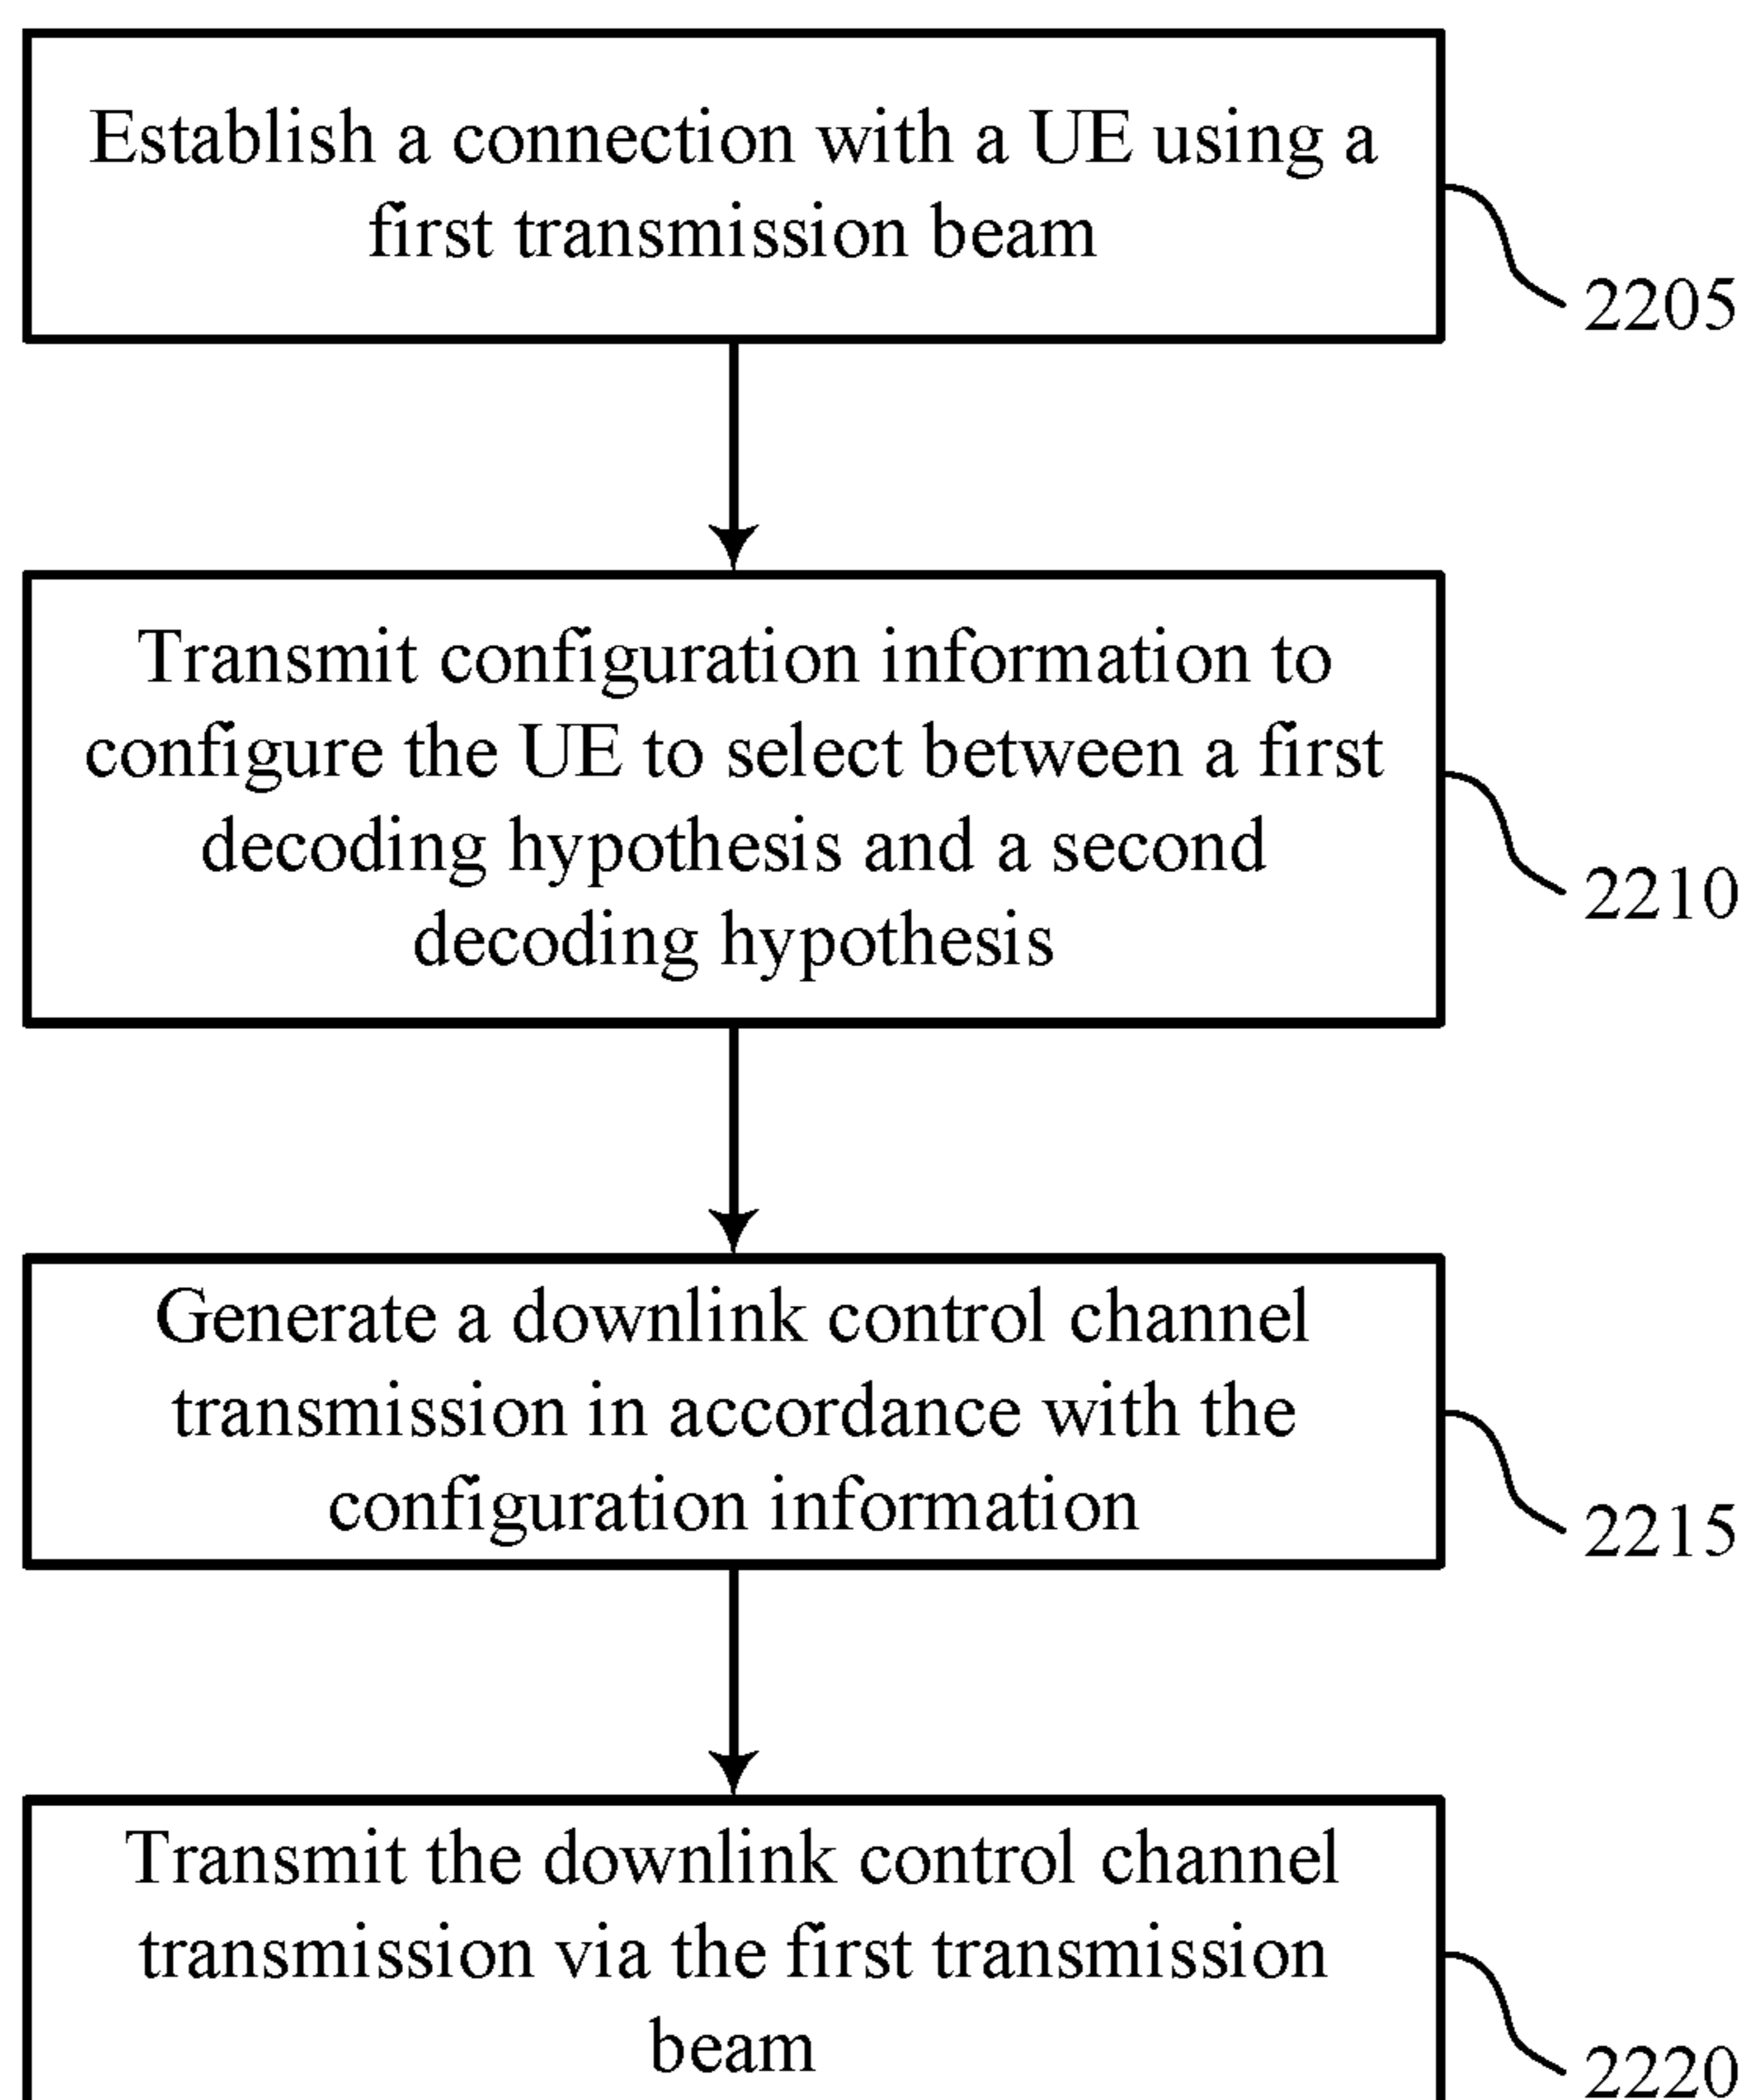 Establish a connection with a UE using a
first transmission beam
2205
Transmit configuration information to
configure the UE to select between a first
decoding hypothesis and a second
decoding hypothesis
2210
Generate a downlink control channel
transmission in accordance with the
configuration information
2215
Transmit the downlink control channel
transmission via the first transmission
beam
2220